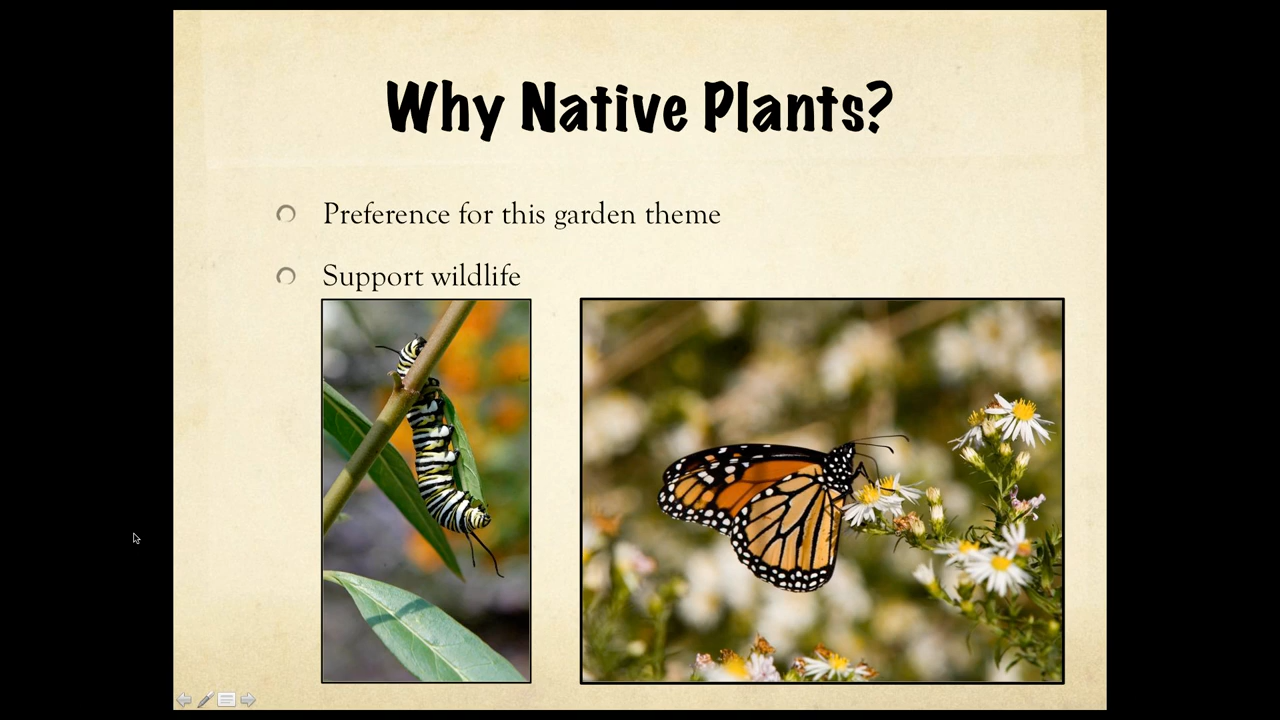 Why Native Plants?
Preference for this garden theme
Support wildlife